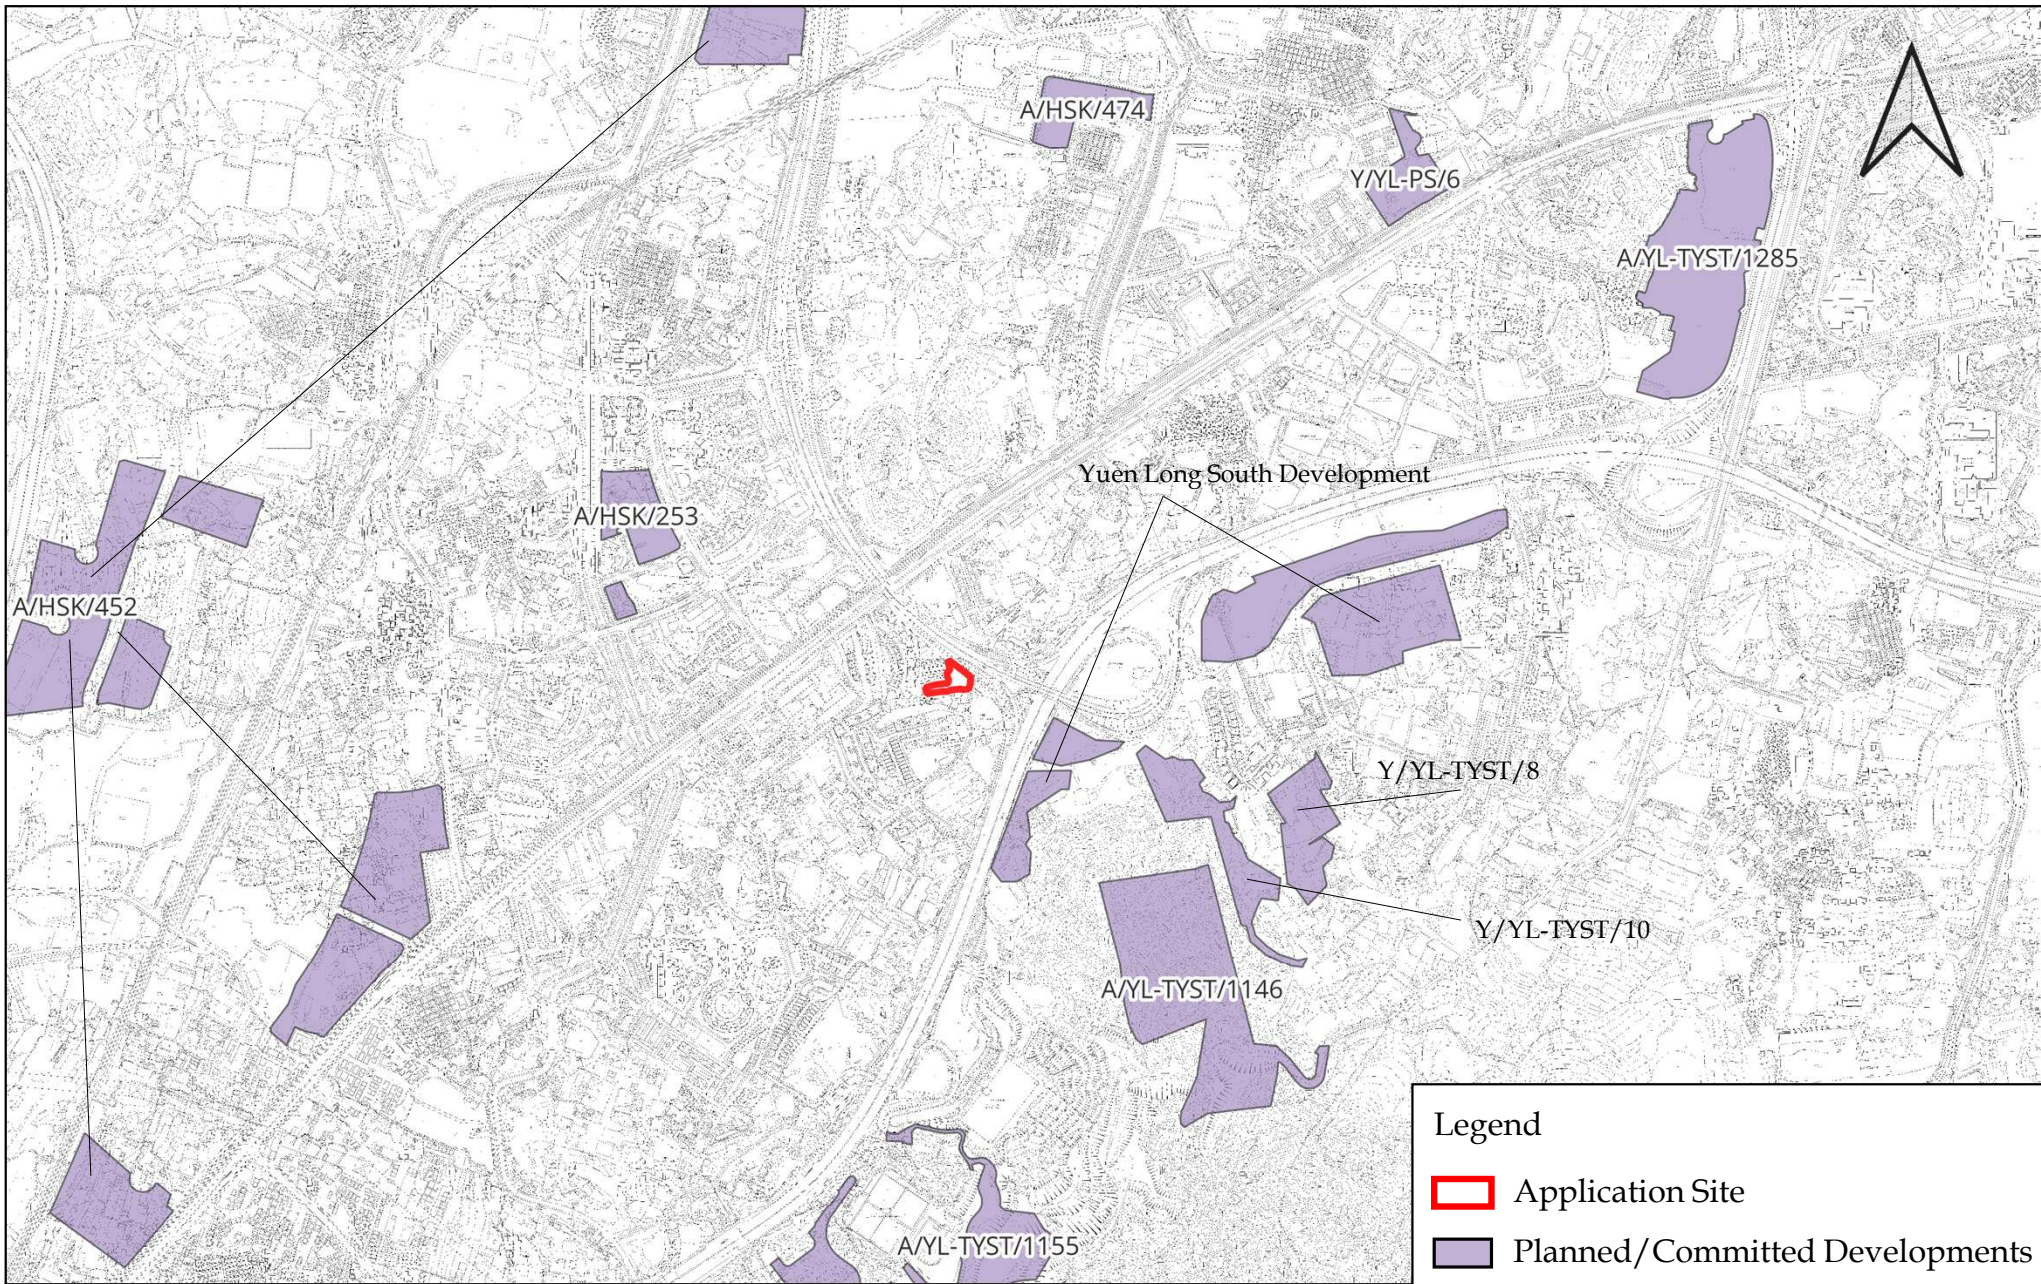 A/HSK/474
Y/YL-PS/6
A/YL-TYST/1285
Yuen Long South Development
A/HSK/253
A/HSK/452
Y/YL-TYST/8
Y/YL-TYST/10
A/YL-TYST/1146
A/YL-TYST/1155
Legend
Application Site
Planned/Committed Developments